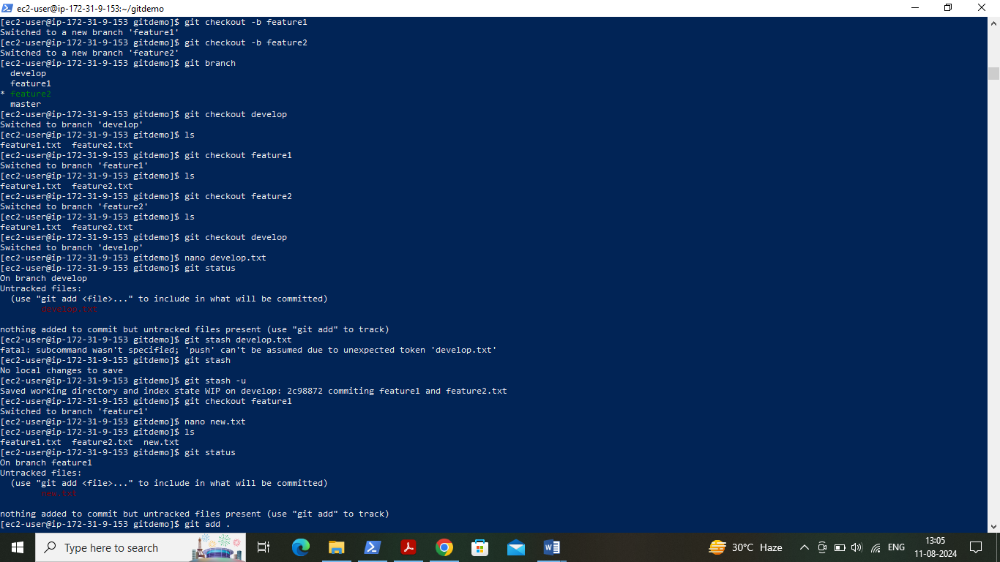 ec2-user@ip-172-31-9-153:~/gitdemo
[ec2-user@ip-172-31-9-153 gitdemo]$ git checkout -b feature1
Switched to a new branch 'feature1'
[ec2-user@ip-172-31-9-153 gitdemo]$ git checkout -b feature2
Switched to a new branch 'feature2'
[ec2-user@ip-172-31-9-153 gitdemo]$ git branch
  develop
  feature1
* feature2
  master
[ec2-user@ip-172-31-9-153 gitdemo]$ git checkout develop
Switched to branch 'develop'
[ec2-user@ip-172-31-9-153 gitdemo]$ ls
feature1.txt  feature2.txt
[ec2-user@ip-172-31-9-153 gitdemo]$ git checkout feature1
Switched to branch 'feature1'
[ec2-user@ip-172-31-9-153 gitdemo]$ ls
feature1.txt  feature2.txt
[ec2-user@ip-172-31-9-153 gitdemo]$ git checkout feature2
Switched to branch 'feature2'
[ec2-user@ip-172-31-9-153 gitdemo]$ ls
feature1.txt  feature2.txt
[ec2-user@ip-172-31-9-153 gitdemo]$ git checkout develop
Switched to branch 'develop'
[ec2-user@ip-172-31-9-153 gitdemo]$ nano develop.txt
[ec2-user@ip-172-31-9-153 gitdemo]$ git status
On branch develop
Untracked files:
  (use "git add <file>..." to include in what will be committed)
        develop.txt
nothing added to commit but untracked files present (use "git add" to track)
[ec2-user@ip-172-31-9-153 gitdemo]$ git stash develop.txt
fatal: subcommand wasn't specified; 'push' can't be assumed due to unexpected token 'develop.txt'
[ec2-user@ip-172-31-9-153 gitdemo]$ git stash
No local changes to save
[ec2-user@ip-172-31-9-153 gitdemo]$ git stash -u
Saved working directory and index state WIP on develop: 2c98872 commiting feature1 and feature2.txt
[ec2-user@ip-172-31-9-153 gitdemo]$ git checkout feature1
Switched to branch 'feature1'
[ec2-user@ip-172-31-9-153 gitdemo]$ nano new.txt
[ec2-user@ip-172-31-9-153 gitdemo]$ ls
feature1.txt  feature2.txt  new.txt
[ec2-user@ip-172-31-9-153 gitdemo]$ git status
On branch feature1
Untracked files:
  (use "git add <file>..." to include in what will be committed)
        new.txt
nothing added to commit but untracked files present (use "git add" to track)
[ec2-user@ip-172-31-9-153 gitdemo]$ git add .
Type here to search
30°C Haze
ENG
13:05
11-08-2024